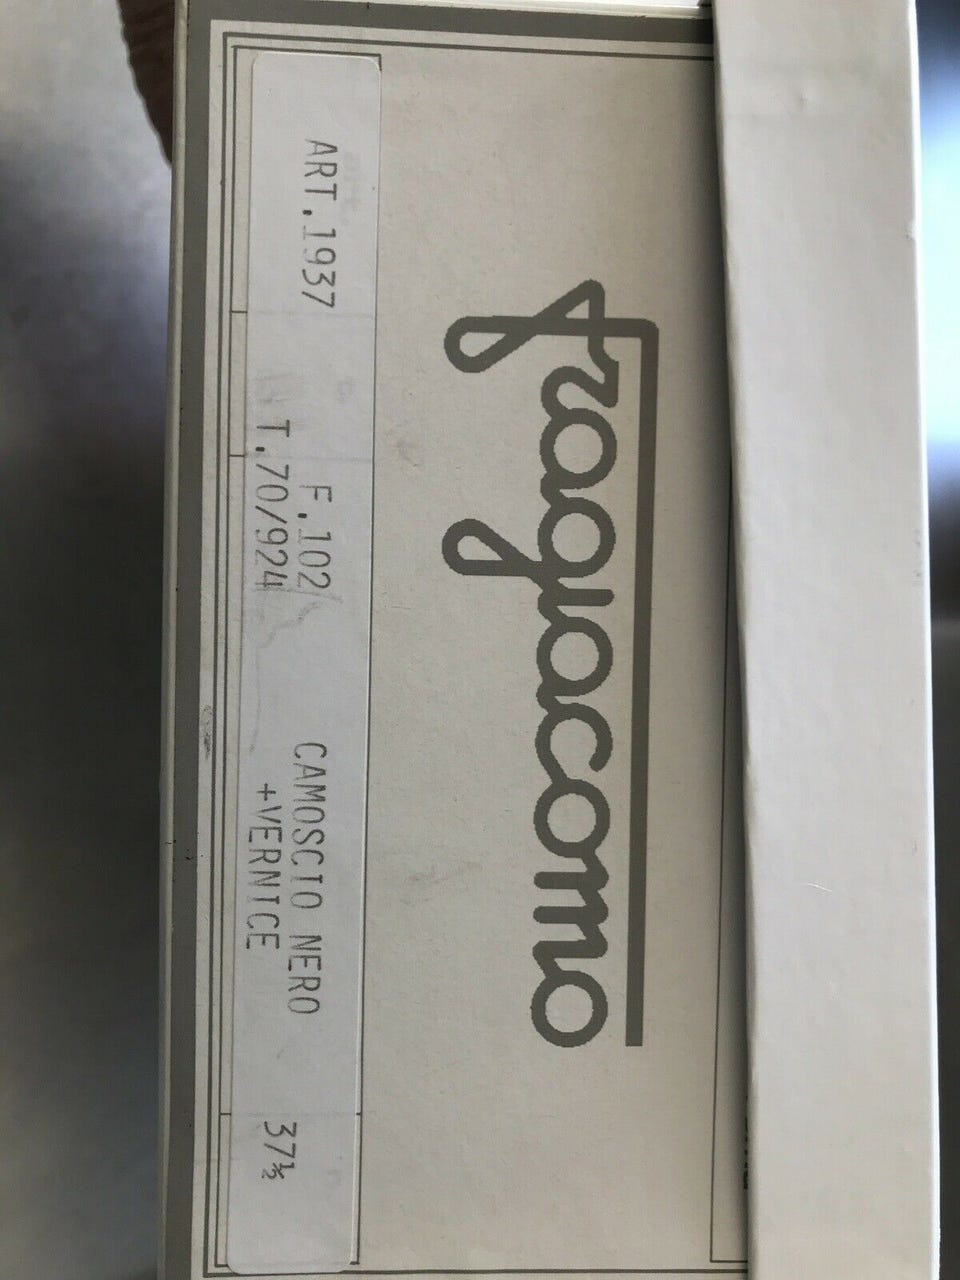 fragiacomo
ART.1937
F.102
CAMOSCIO NERO
37½
T.70/924
+VERNICE